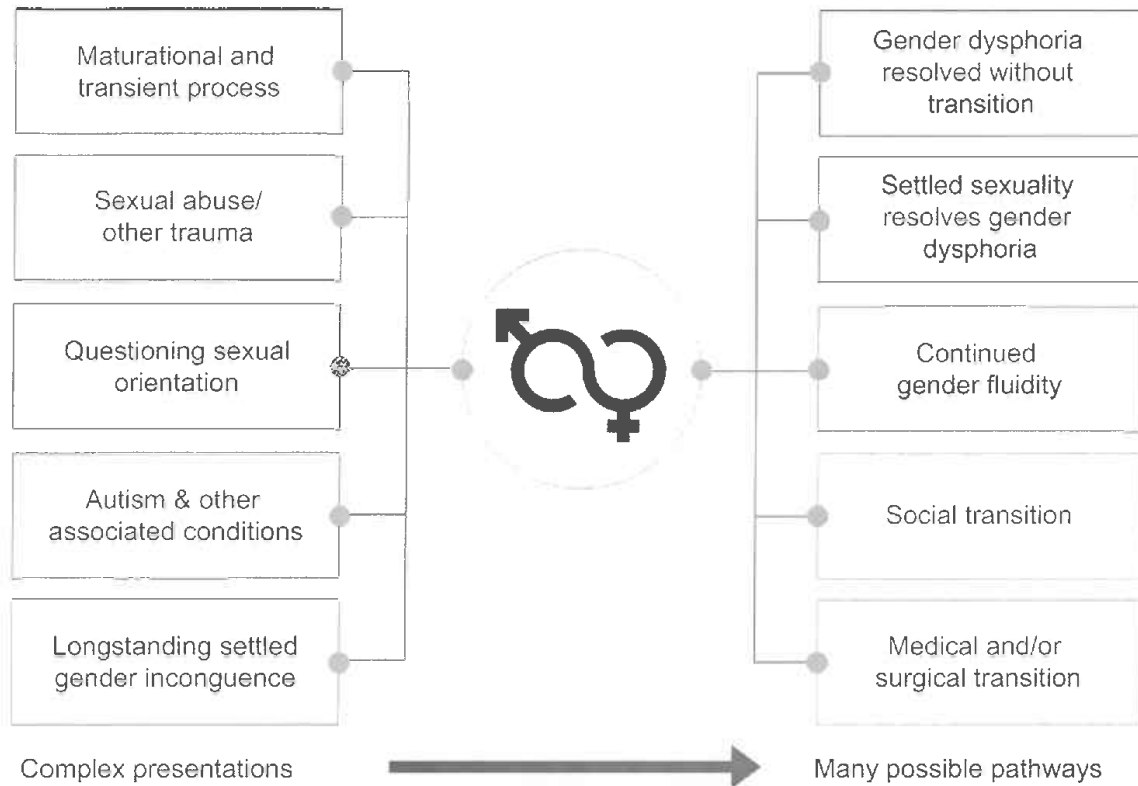 Maturational and
transient process
Sexual abuse/
other trauma
Questioning sexual
orientation
Autism & other
associated conditions
Longstanding settled
gender inconguence
Complex presentations
Gender dysphoria
resolved without
transition
Settled sexuality
resolves gender
dysphoria
Continued
gender fluidity
Social transition
Medical and/or
surgical transition
Many possible pathways